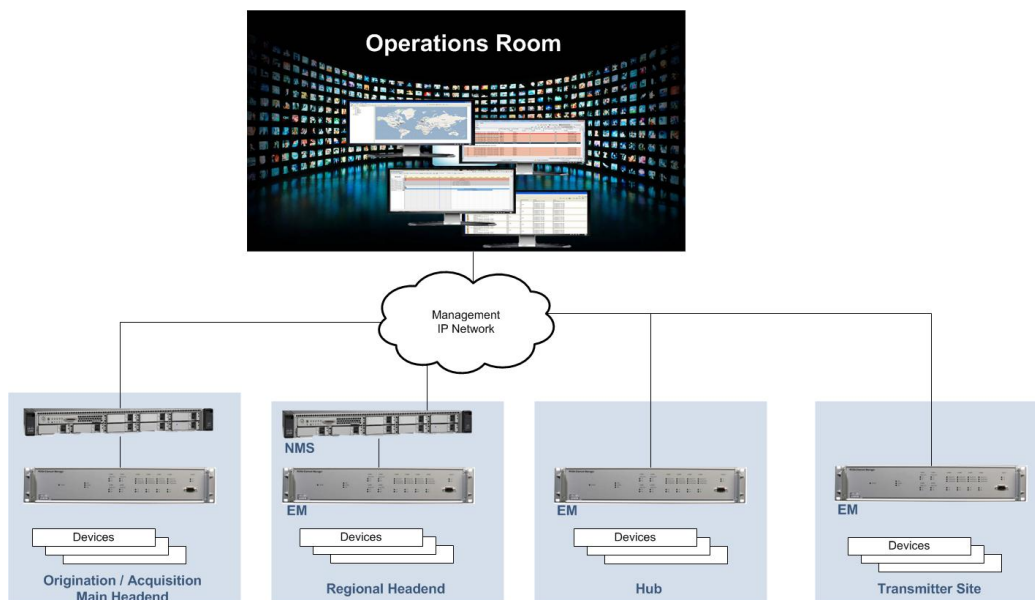 Operations Room
Management
IP Network
NMS
EM
EM
EM
Devices
Devices
Devices
Devices
Origination / Acquisition
Main Headend
Regional Headend
Hub
Transmitter Site